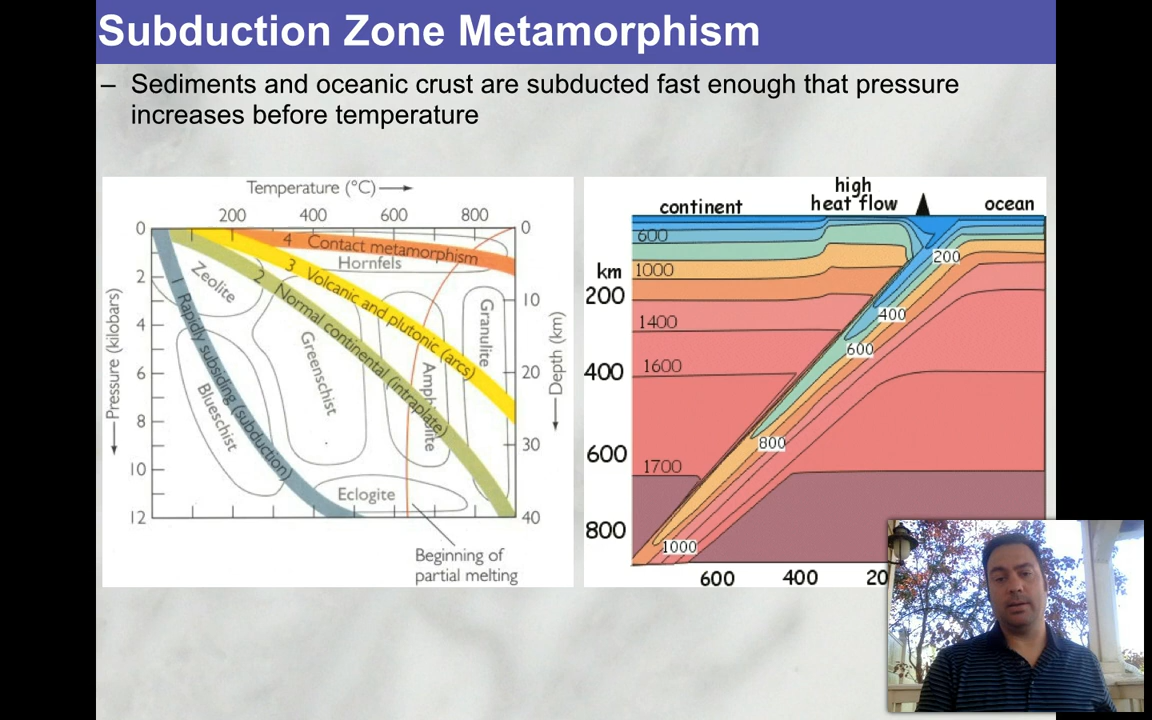 Subduction Zone Metamorphism
– Sediments and oceanic crust are subducted fast enough that pressure
increases before temperature
Temperature (°C)
200 400 600 800
0
2
4
6
8
10
12
Pressure (kilobars)
0
10
20
30
40
Depth (km)
4 Contact metamorphism
Hornfels
3 Volcanic and plutonic (arcs)
2 Normal continental (intraplate)
1 Rapidly subsiding (subduction)
Zeolite
Greenschist
Granulite
Blueschist
Eclogite
Beginning of
partial melting
high
continent heat flow ocean
km
200
400
600
800
600
1000
1400
1600
1700
200
400
600
800
1000
600 400